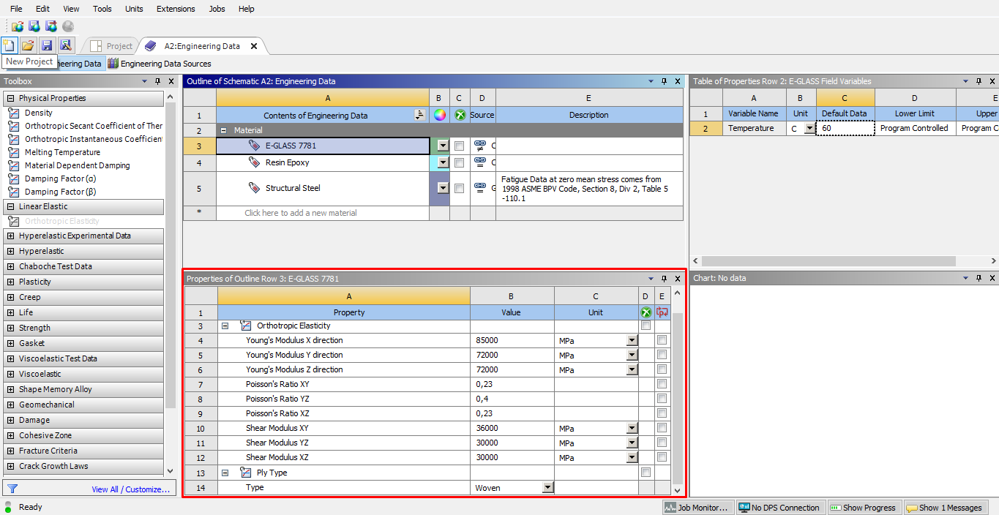 File Edit View Tools Units Extensions Jobs Help
Project A2:Engineering Data
New Project
neering Data Engineering Data Sources
Toolbox
Physical Properties
Density
Orthotropic Secant Coefficient of Ther
Orthotropic Instantaneous Coefficien
Melting Temperature
Material Dependent Damping
Damping Factor (α)
Damping Factor (β)
Linear Elastic
Orthotropic Elasticity
Hyperelastic Experimental Data
Hyperelastic
Chaboche Test Data
Plasticity
Creep
Life
Strength
Gasket
Viscoelastic Test Data
Viscoelastic
Shape Memory Alloy
Geomechanical
Damage
Cohesive Zone
Fracture Criteria
Crack Growth Laws
View All / Customize...
Outline of Schematic A2: Engineering Data
A B C D E
1 Contents of Engineering Data Source Description
2 Material
3 E-GLASS 7781 C
4 Resin Epoxy C
5 Structural Steel G Fatigue Data at zero mean stress comes from
1998 ASME BPV Code, Section 8, Div 2, Table 5
-110.1
* Click here to add a new material
Properties of Outline Row 3: E-GLASS 7781
A B C D E
1 Property Value Unit
3 Orthotropic Elasticity
4 Young's Modulus X direction 85000 MPa
5 Young's Modulus Y direction 72000 MPa
6 Young's Modulus Z direction 72000 MPa
7 Poisson's Ratio XY 0,23
8 Poisson's Ratio YZ 0,4
9 Poisson's Ratio XZ 0,23
10 Shear Modulus XY 36000 MPa
11 Shear Modulus YZ 30000 MPa
12 Shear Modulus XZ 30000 MPa
13 Ply Type
14 Type Woven
Table of Properties Row 2: E-GLASS Field Variables
A B C D E
1 Variable Name Unit Default Data Lower Limit Upper
2 Temperature C 60 Program Controlled Program C
Chart: No data
Ready Job Monitor... No DPS Connection Show Progress Show 1 Messages